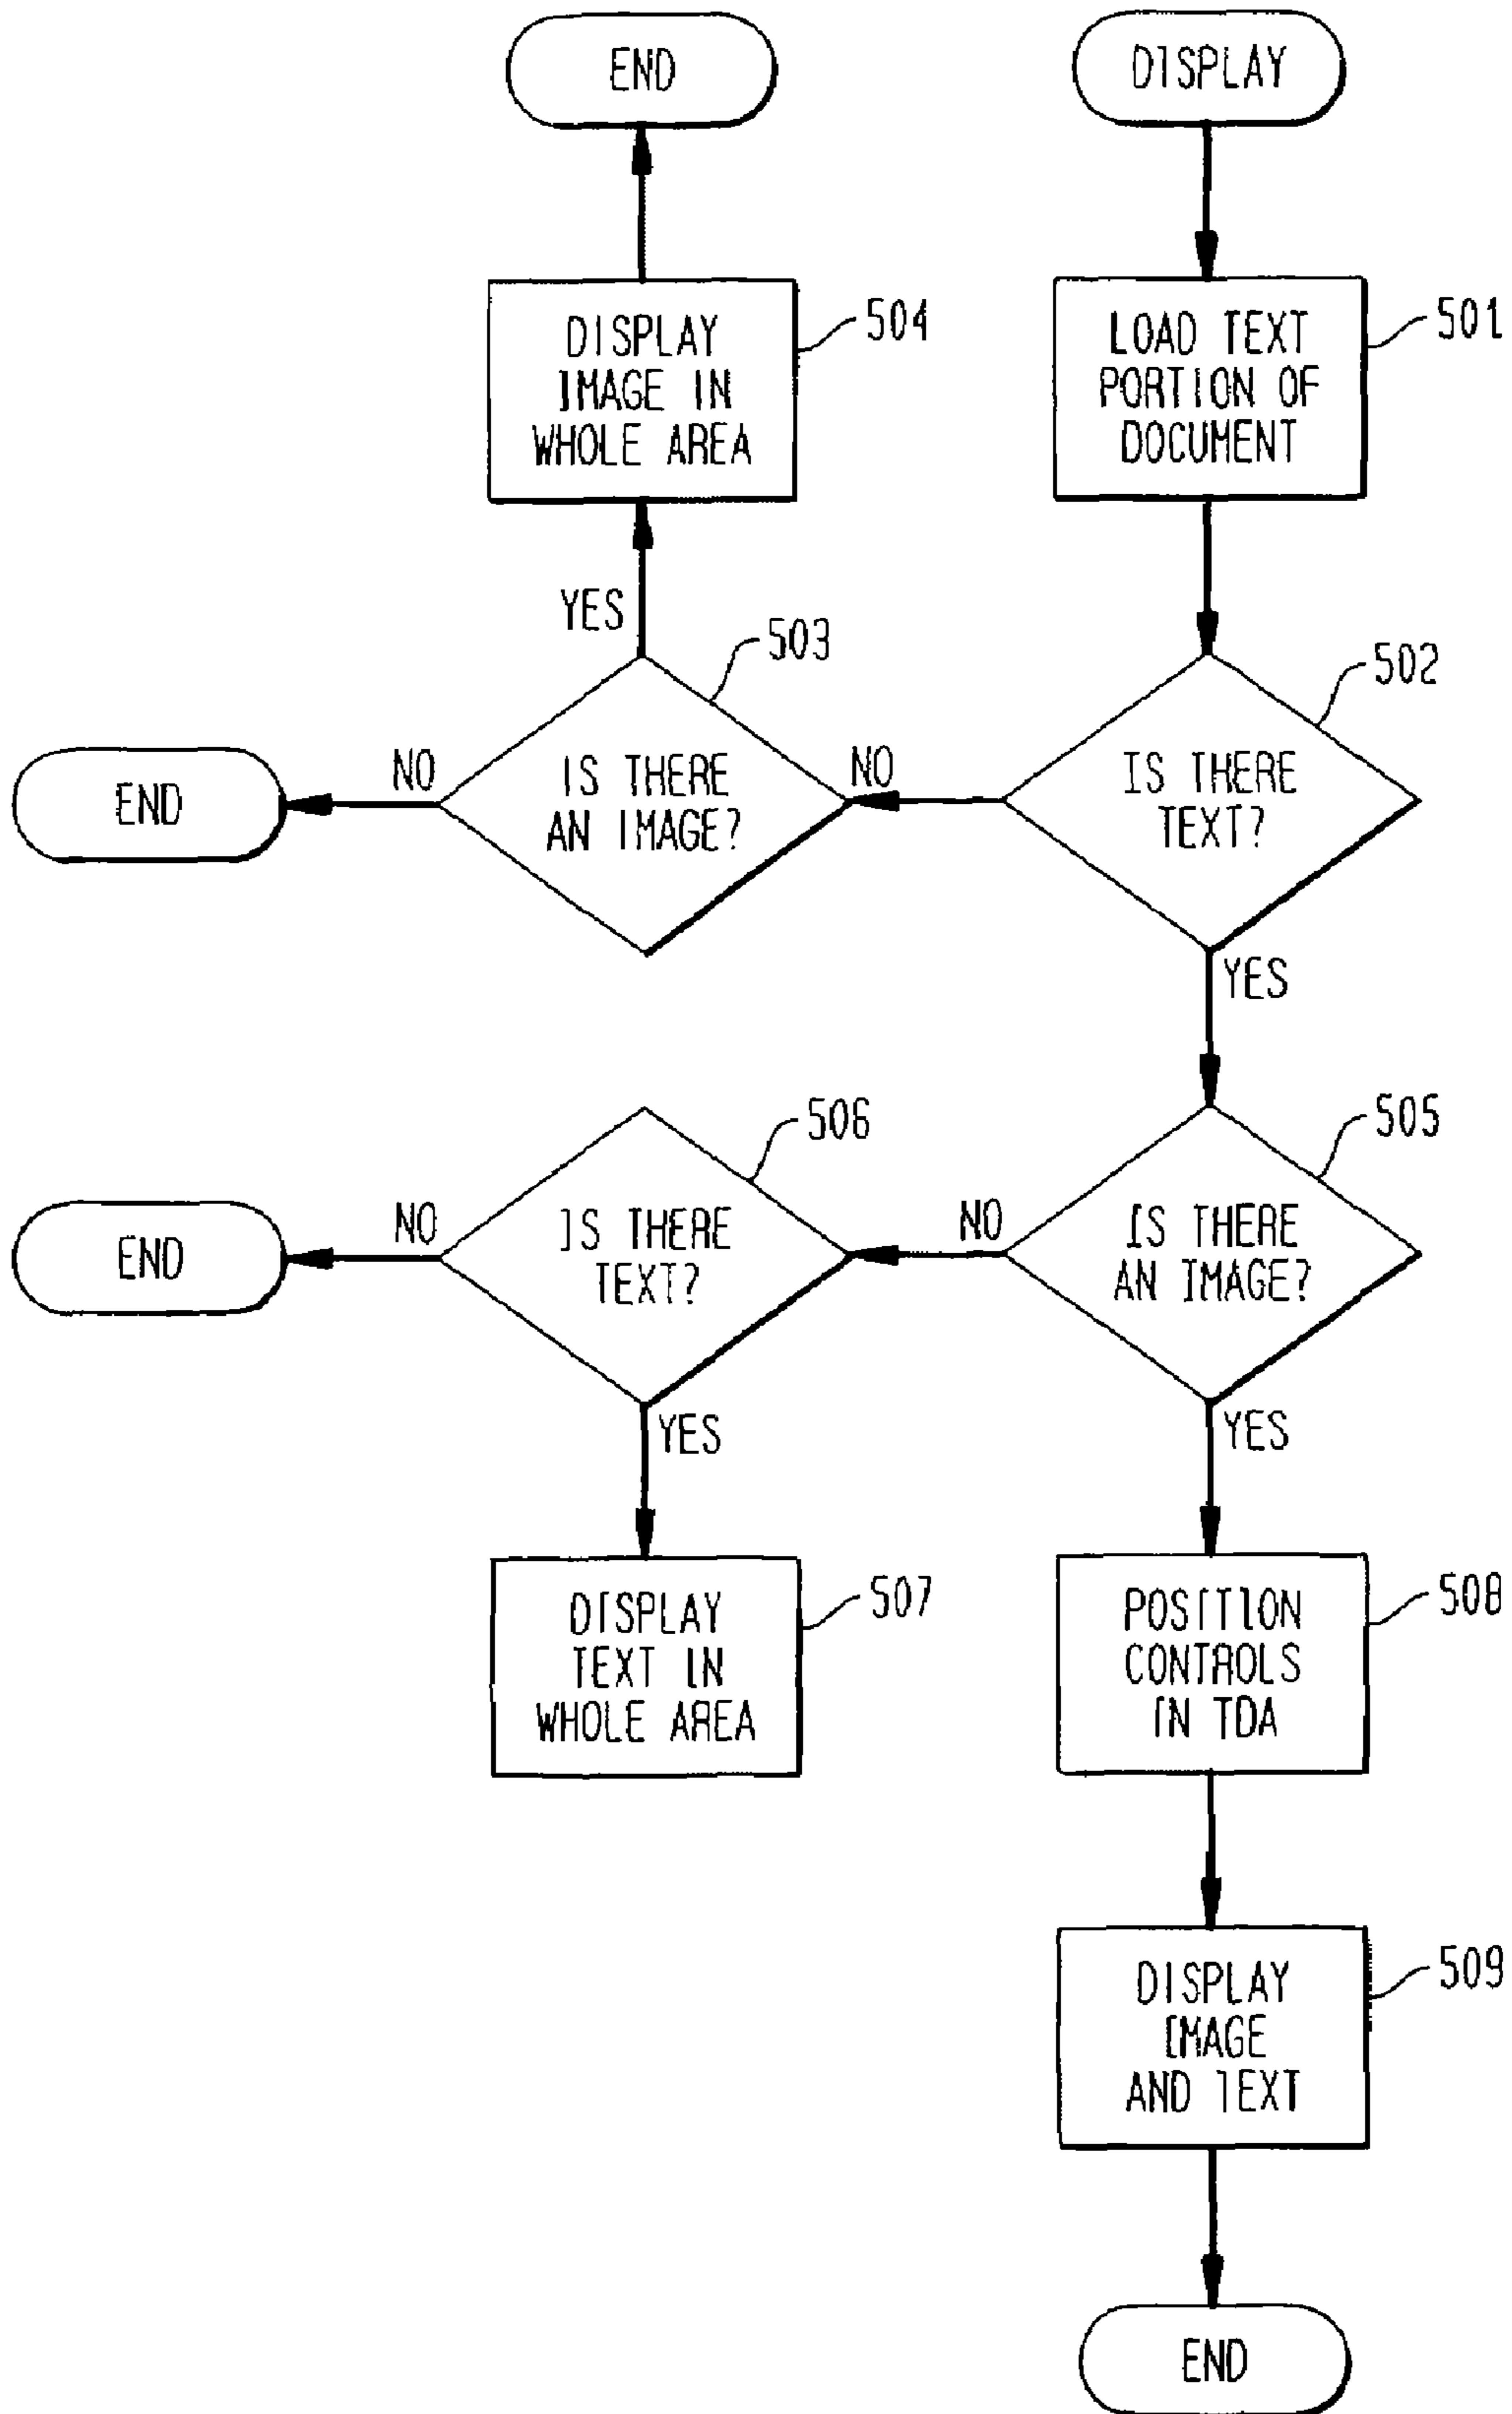 END
DISPLAY
DISPLAY
IMAGE IN
WHOLE AREA
504
LOAD TEXT
PORTION OF
DOCUMENT
501
YES
503
502
END
NO
IS THERE
AN IMAGE?
NO
IS THERE
TEXT?
YES
506
505
END
NO
IS THERE
TEXT?
NO
IS THERE
AN IMAGE?
YES
YES
DISPLAY
TEXT IN
WHOLE AREA
507
POSITION
CONTROLS
IN TDA
508
DISPLAY
IMAGE
AND TEXT
509
END